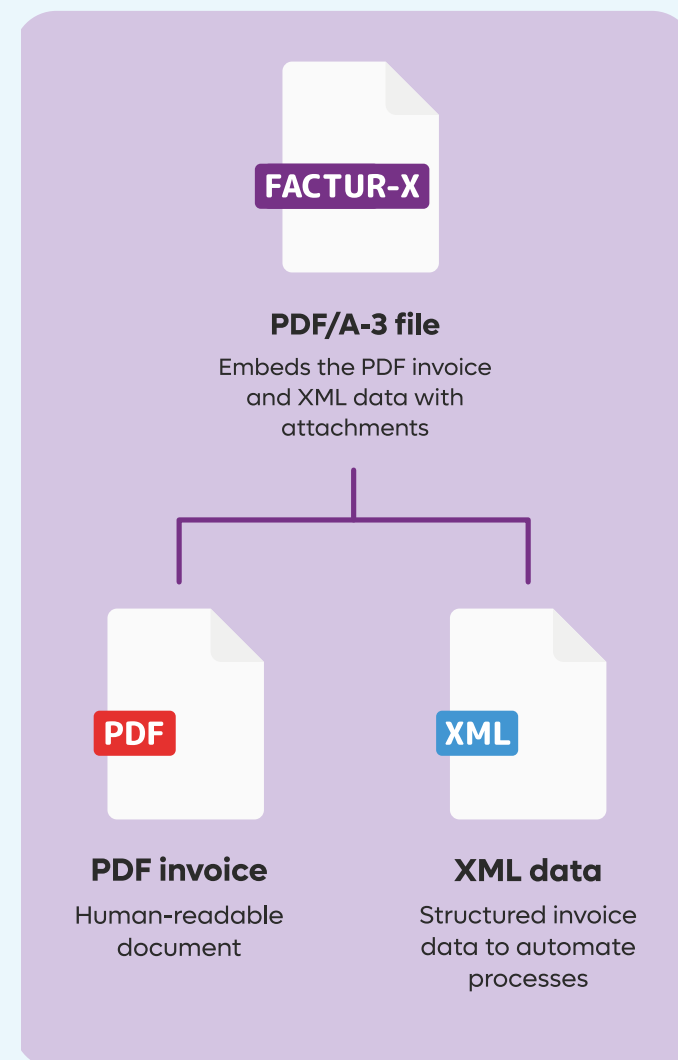 FACTUR-X
PDF/A-3 file
Embeds the PDF invoice
and XML data with
attachments
PDF
XML
PDF invoice
Human-readable
document
XML data
Structured invoice
data to automate
processes